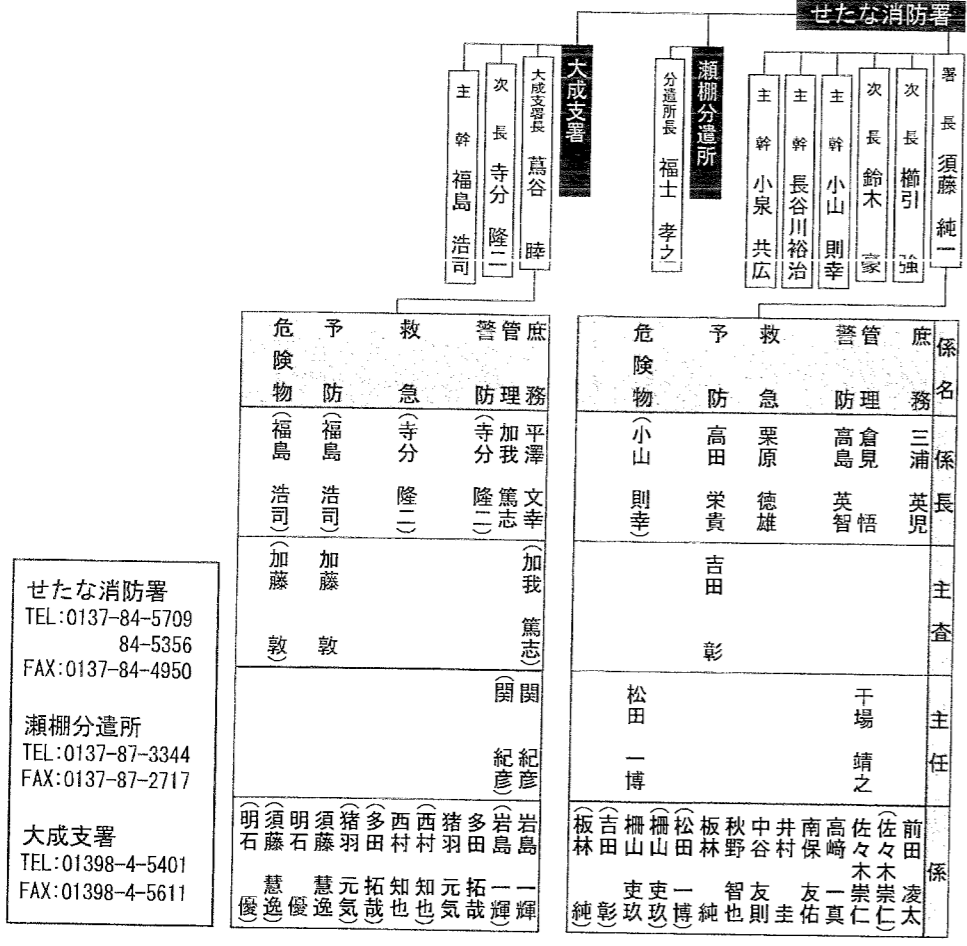 せたな消防署
署長 須藤 純一
次長 櫛引 強
次長 鈴木 豪
主幹 小山 則幸
主幹 長谷川裕治
主幹 小泉 共広
瀬棚分遣所
分遣所長 福士 孝之
大成支署
大成支署長 蔦谷 睦
次長 寺分 隆二
主幹 福島 浩司
係名
庶務
管理
警防
救急
予防
危険物
係長
三浦 英児
倉見 悟
高島 英智
栗原 徳雄
高田 栄貴
(小山 則幸)
主査
吉田 彰
主任
干場 靖之
松田 一博
係
前田 凌太
(佐々木崇仁)
佐々木崇仁
高崎 一真
南保 友佑
井村 圭
中谷 友則
秋野 智也
板林 純
(松田 一博)
(柵山 吏玖)
柵山 吏玖
(吉田 彰)
(板林 純)
庶務
管理
警防
救急
予防
危険物
平澤 文幸
加我 篤志
(寺分 隆二)
(寺分 隆二)
(福島 浩司)
(福島 浩司)
(加我 篤志)
加藤 敦
(加藤 敦)
関 紀彦
(関 紀彦)
岩島 一輝
(岩島 一輝)
多田 拓哉
猪羽 元気
西村 知也
(西村 知也)
(多田 拓哉)
(猪羽 元気)
須藤 慧逸
明石 優
(須藤 慧逸)
(明石 優)
せたな消防署
TEL:0137-84-5709
84-5356
FAX:0137-84-4950
瀬棚分遣所
TEL:0137-87-3344
FAX:0137-87-2717
大成支署
TEL:01398-4-5401
FAX:01398-4-5611